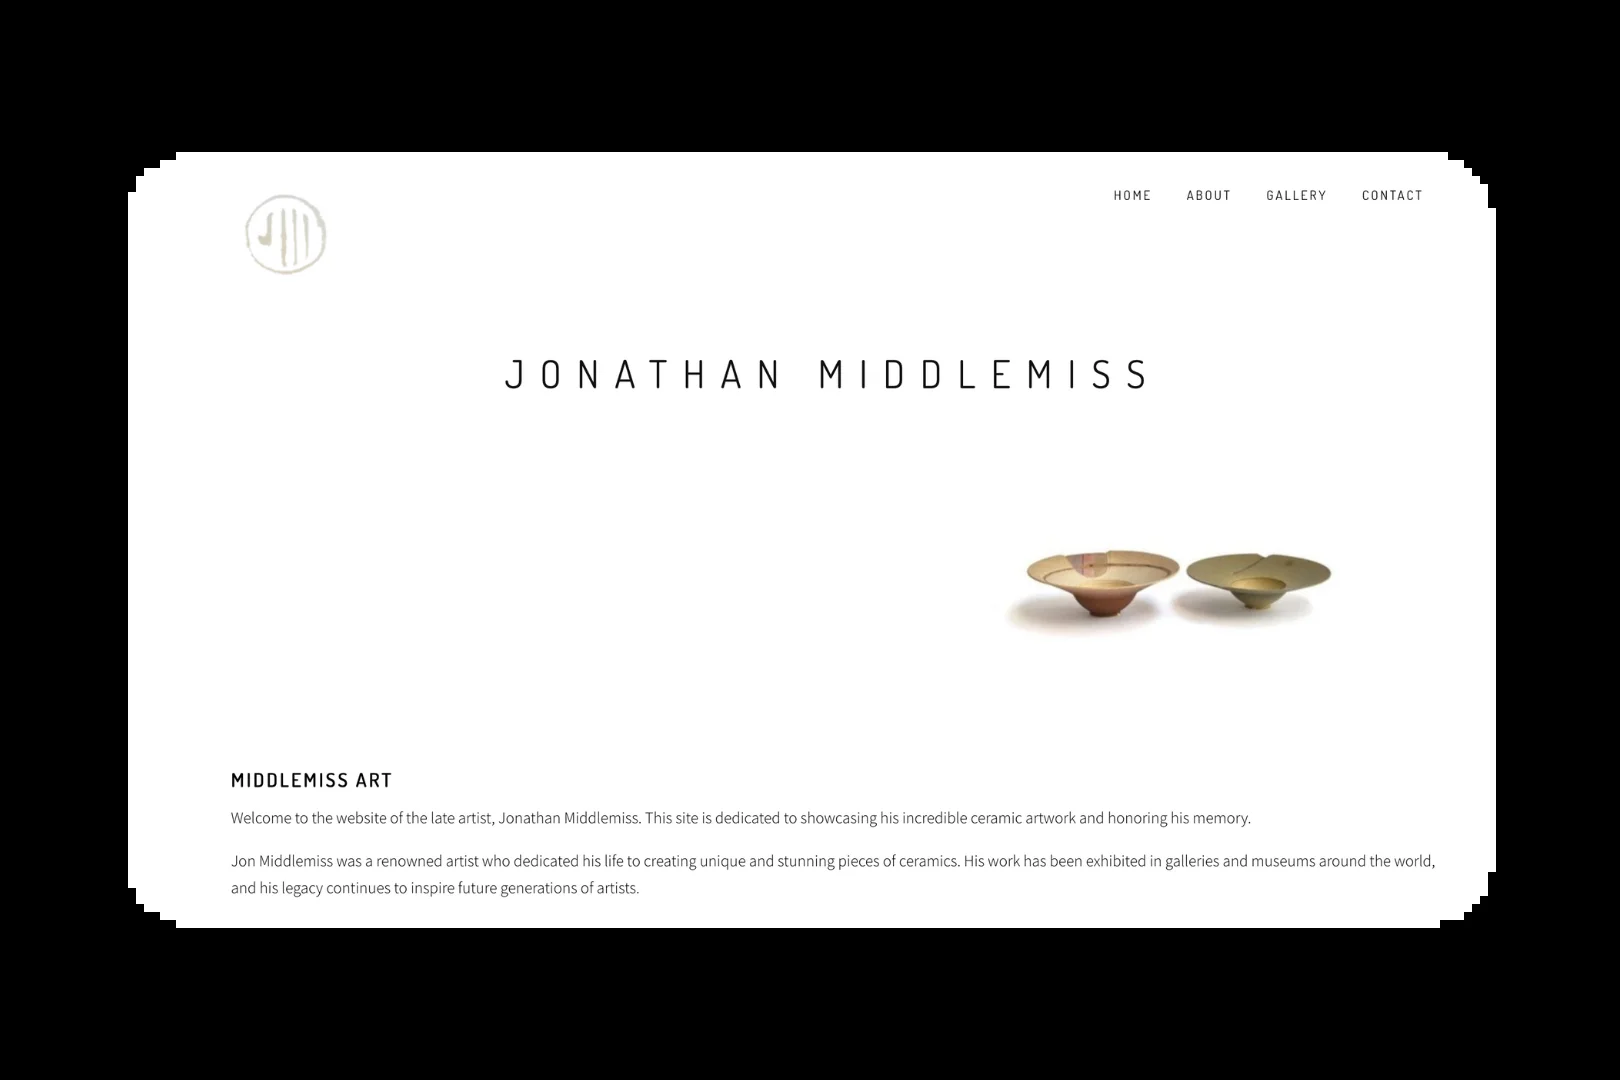 HOME ABOUT GALLERY CONTACT
JONATHAN MIDDLEMISS
MIDDLEMISS ART
Welcome to the website of the late artist, Jonathan Middlemiss. This site is dedicated to showcasing his incredible ceramic artwork and honoring his memory.
Jon Middlemiss was a renowned artist who dedicated his life to creating unique and stunning pieces of ceramics. His work has been exhibited in galleries and museums around the world,
and his legacy continues to inspire future generations of artists.